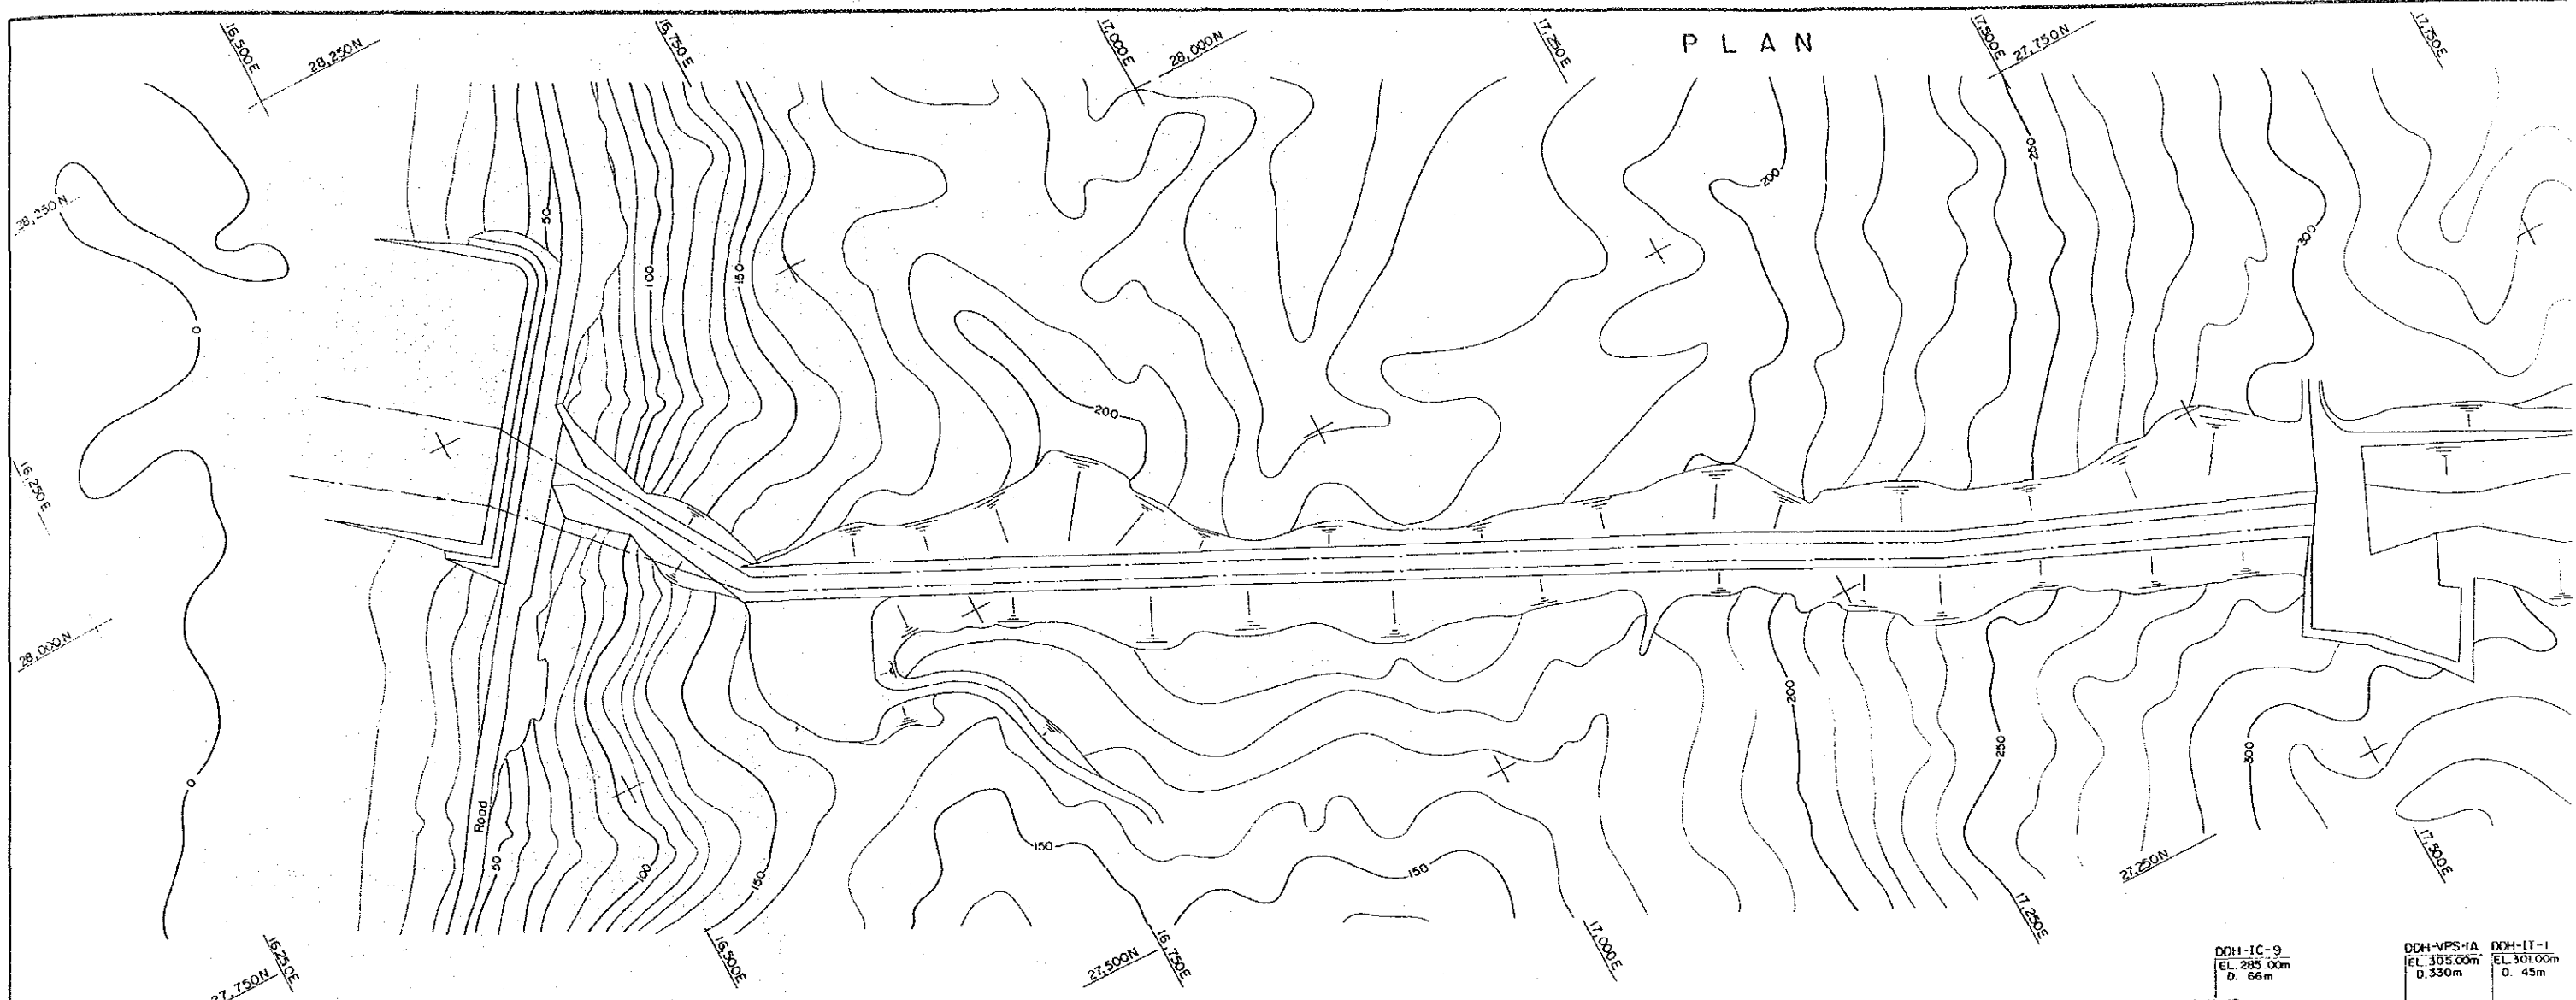 PLAN
16,500E
28,250N
16,750E
17,000E
28,000N
17,250E
17,500E
27,750N
17,750E
28,250N
50
100
150
0
200
200
250
300
16,250E
28,000N
0
Road
50
100
150
150
150
200
250
300
27,250N
17,500E
17,250E
17,000E
16,750E
27,500N
16,500E
16,250E
27,750N
DDH-IC-9
EL. 285.00m
D. 66m
DDH-VPS-1A
EL. 305.00m
D. 330m
DDH-IT-1
EL. 301.00m
D. 45m